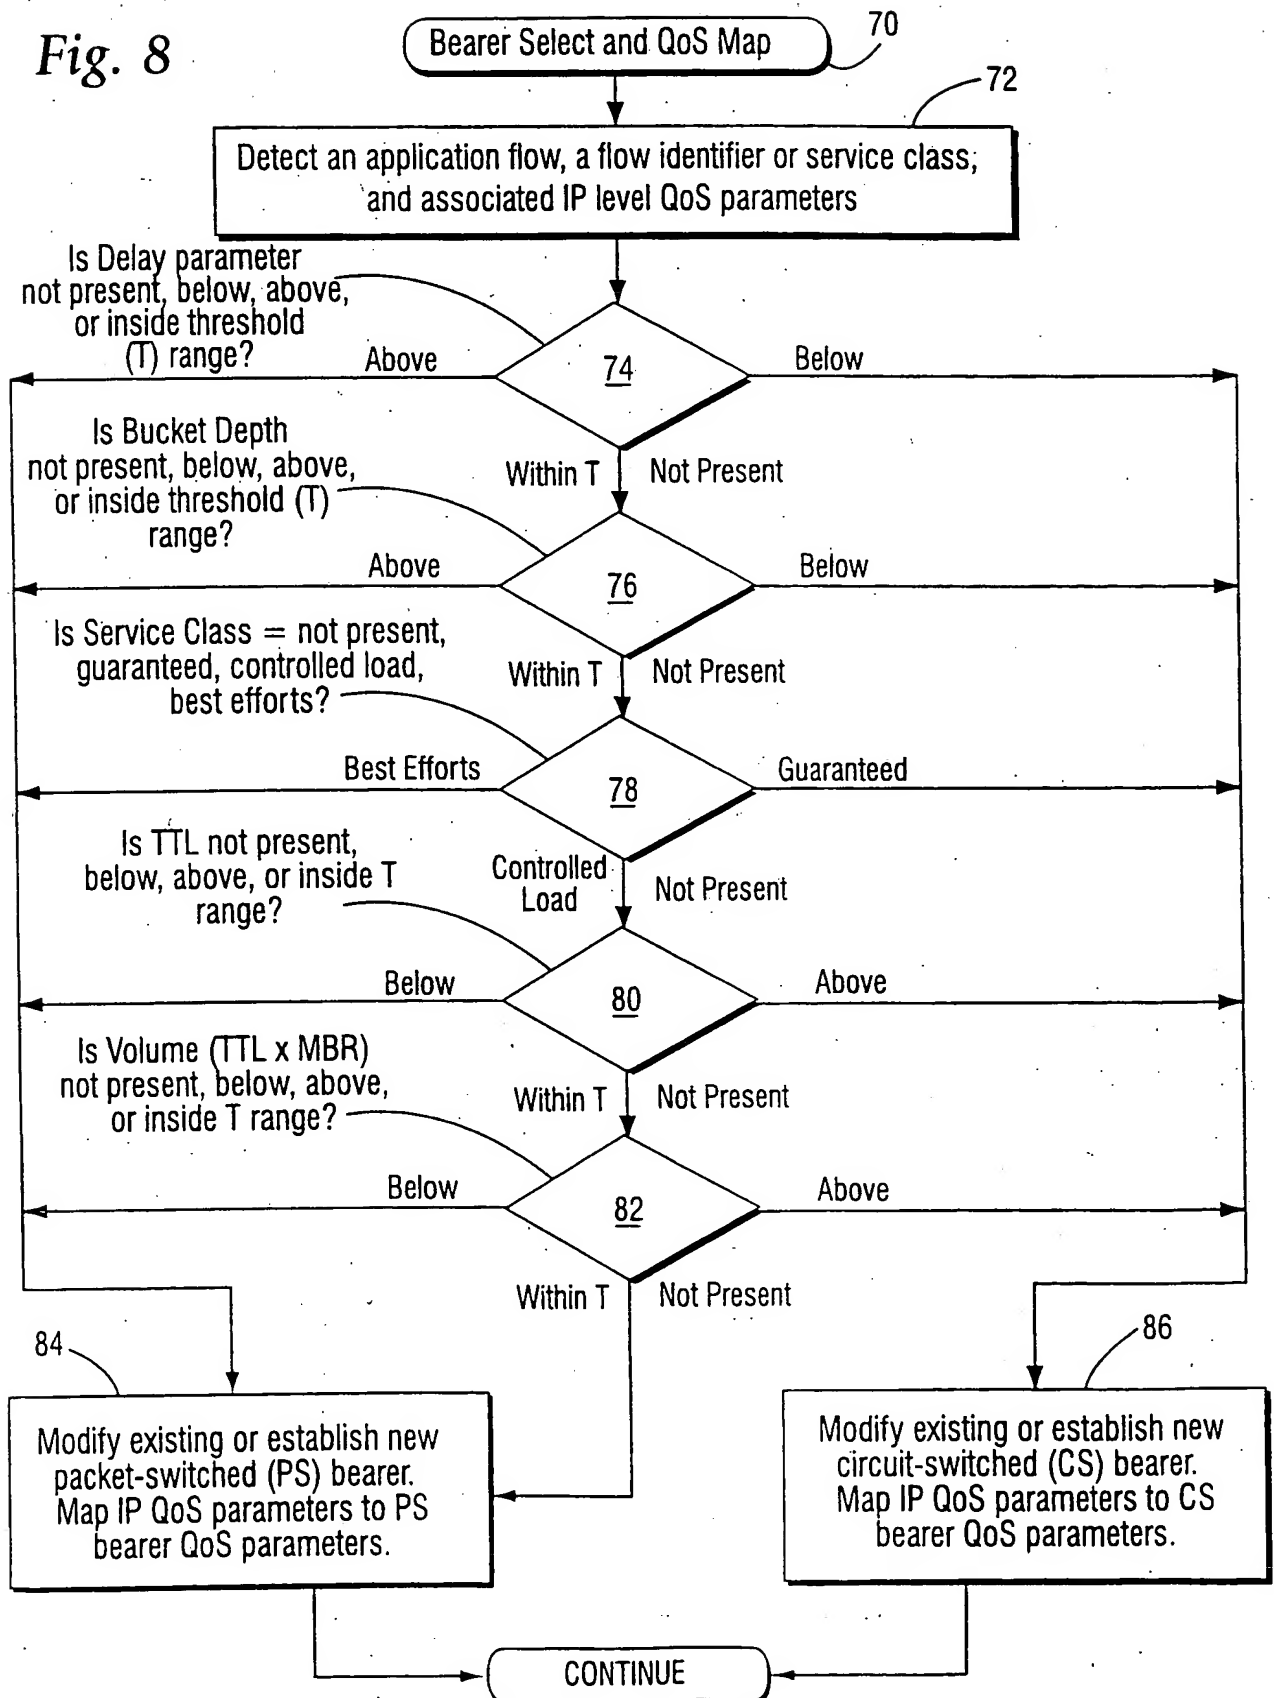 Fig. 8
Bearer Select and QoS Map
70
72
Detect an application flow, a flow identifier or service class,
and associated IP level QoS parameters
Is Delay parameter
not present, below, above,
or inside threshold
(T) range?
Above
74
Below
Within T
Not Present
Is Bucket Depth
not present, below, above,
or inside threshold (T)
range?
Above
76
Below
Within T
Not Present
Is Service Class = not present,
guaranteed, controlled load,
best efforts?
Best Efforts
78
Guaranteed
Controlled
Load
Not Present
Is TTL not present,
below, above, or inside T
range?
Below
80
Above
Within T
Not Present
Is Volume (TTL x MBR)
not present, below, above,
or inside T range?
Below
82
Above
Within T
Not Present
84
Modify existing or establish new
packet-switched (PS) bearer.
Map IP QoS parameters to PS
bearer QoS parameters.
86
Modify existing or establish new
circuit-switched (CS) bearer.
Map IP QoS parameters to CS
bearer QoS parameters.
CONTINUE